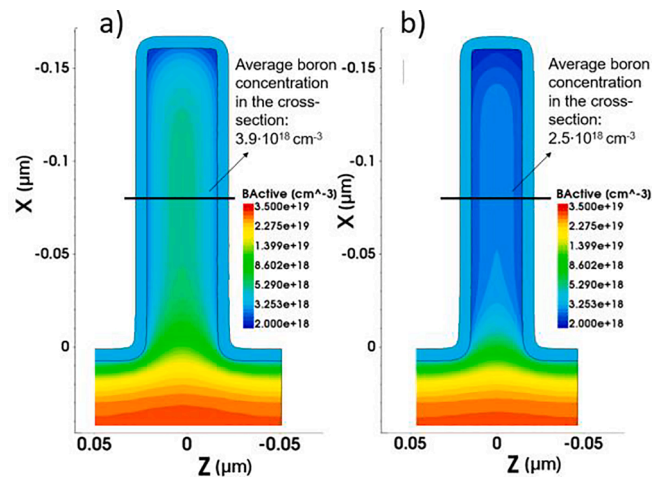 a)
Average boron
concentration
in the cross-
section:
3.9·10¹⁸ cm⁻³
BActive (cm^-3)
3.500e+19
2.275e+19
1.399e+19
8.602e+18
5.290e+18
3.253e+18
2.000e+18
X (µm)
-0.15
-0.1
-0.05
0
0.05
0
-0.05
Z (µm)
b)
Average boron
concentration
in the cross-
section:
2.5·10¹⁸ cm⁻³
BActive (cm^-3)
3.500e+19
2.275e+19
1.399e+19
8.602e+18
5.290e+18
3.253e+18
2.000e+18
X (µm)
-0.15
-0.1
-0.05
0
0.05
0
-0.05
Z (µm)